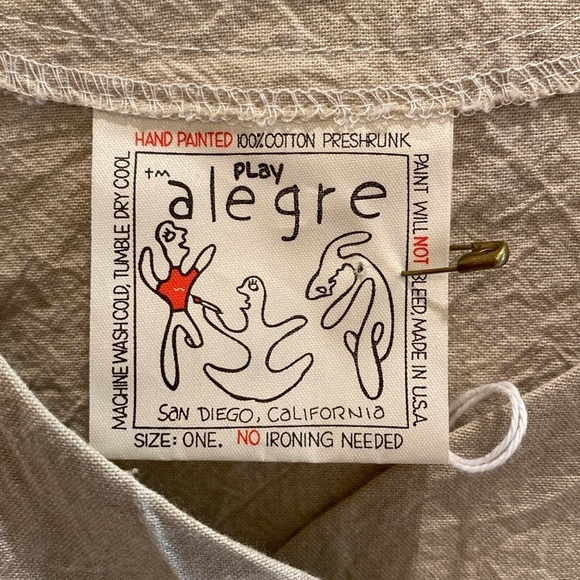 HAND PAINTED 100% COTTON PRESHRUNK
PLAY
™ alegre
MACHINE WASH COLD, TUMBLE DRY COOL
PAINT WILL NOT BLEED, MADE IN U.S.A
SAN DIEGO, CALIFORNIA
SIZE: ONE. NO IRONING NEEDED